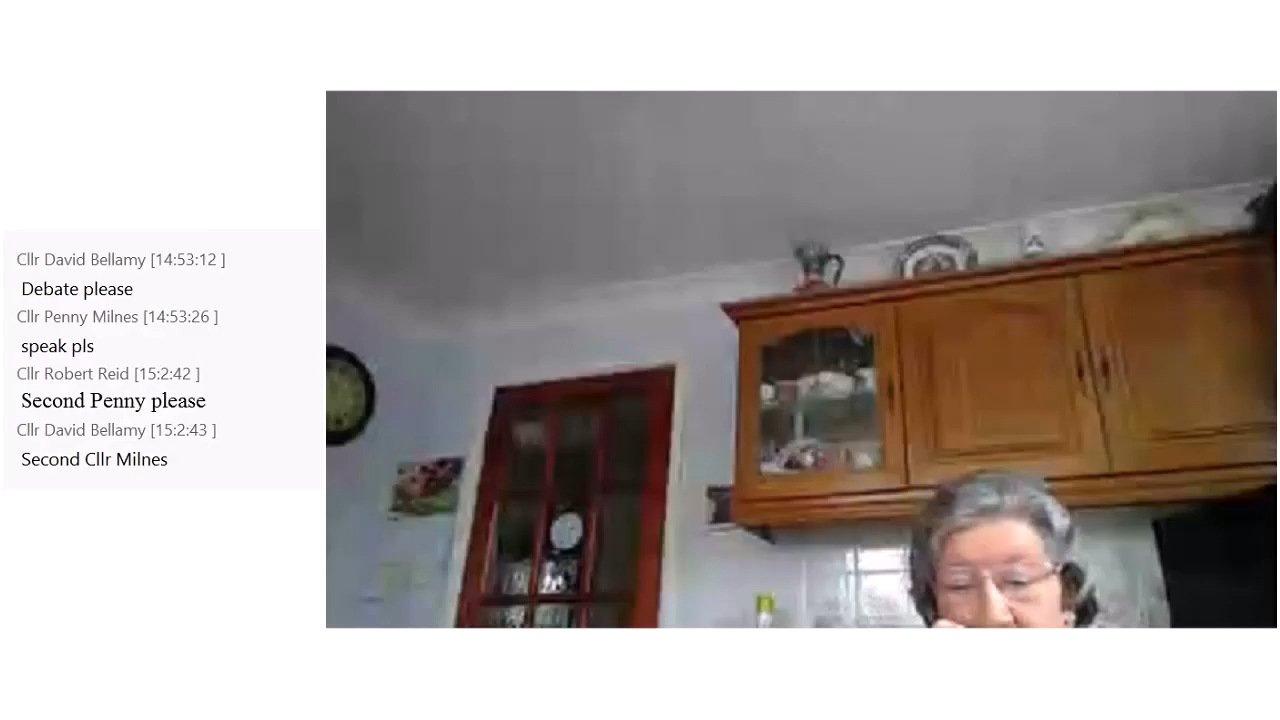 Cllr David Bellamy [14:53:12 ]
Debate please
Cllr Penny Milnes [14:53:26 ]
speak pls
Cllr Robert Reid [15:2:42 ]
Second Penny please
Cllr David Bellamy [15:2:43 ]
Second Cllr Milnes